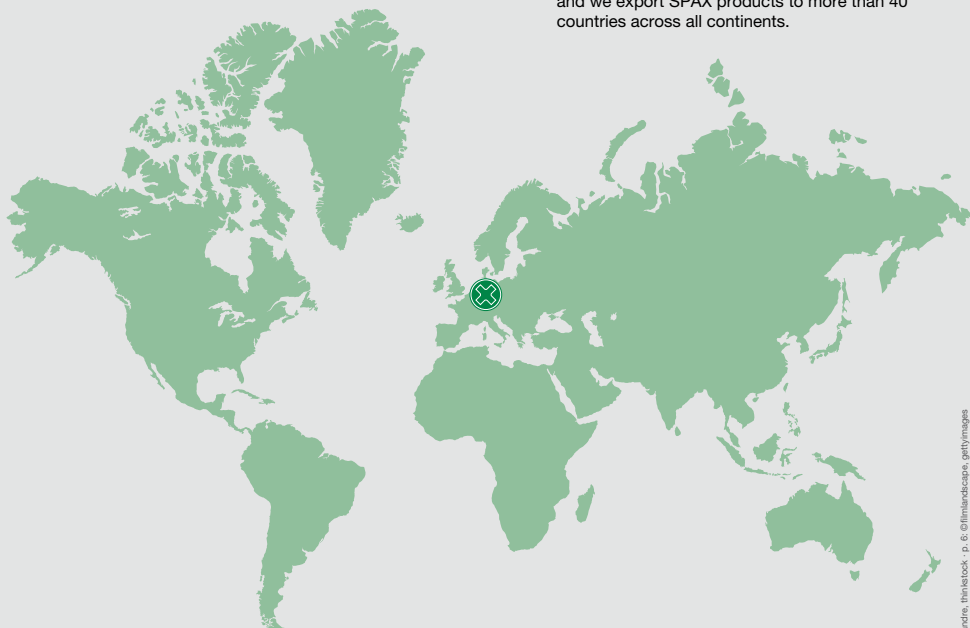 and we export SPAX products to more than 40
countries across all continents.
ndre, thinkstock · p. 6: ©filmlandscape, gettyimages